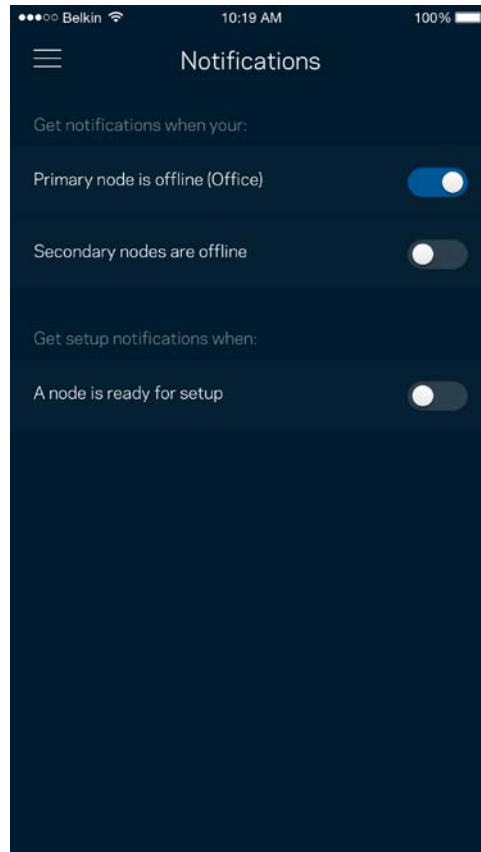 Belkin 10:19 AM 100%
Notifications
Get notifications when your:
Primary node is offline (Office)
Secondary nodes are offline
Get setup notifications when:
A node is ready for setup